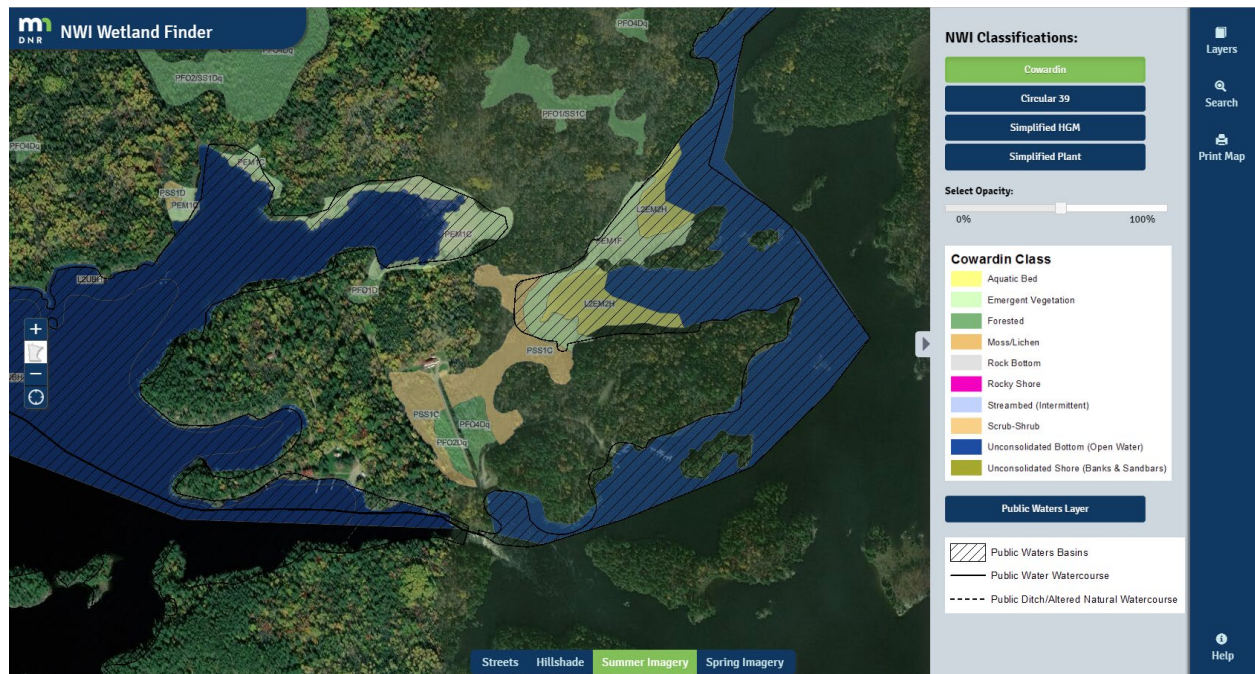 DNR
NWI Wetland Finder
PFO4Dq
PFO2/SS1Dq
PFO1/SS1C
PFO4Dq
PEM1C
PSS1D
PEM1C
L2EM2H
PEM1C
PEM1F
PFO1D
L2EM2H
PSS1C
PSS1C
PFO4Dq
PFO2Dq
+
−
NWI Classifications:
Cowardin
Circular 39
Simplified HGM
Simplified Plant
Select Opacity:
0% 100%
Cowardin Class
Aquatic Bed
Emergent Vegetation
Forested
Moss/Lichen
Rock Bottom
Rocky Shore
Streambed (Intermittent)
Scrub-Shrub
Unconsolidated Bottom (Open Water)
Unconsolidated Shore (Banks & Sandbars)
Public Waters Layer
Public Waters Basins
Public Water Watercourse
Public Ditch/Altered Natural Watercourse
Layers
Search
Print Map
Help
Streets Hillshade Summer Imagery Spring Imagery